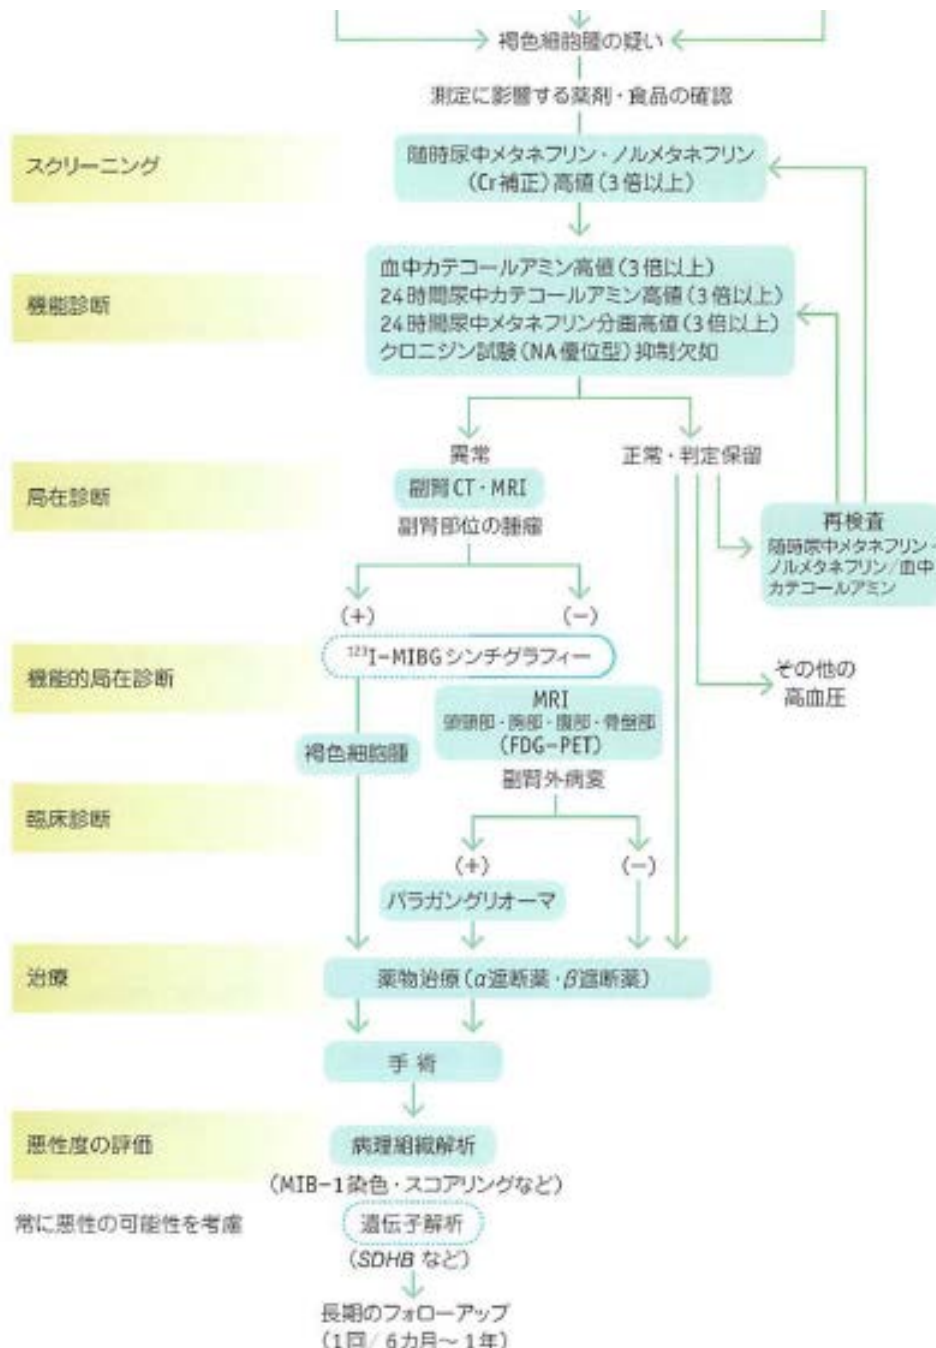 褐色細胞腫の疑い
測定に影響する薬剤・食品の確認
スクリーニング
随時尿中メタネフリン・ノルメタネフリン
(Cr補正)高値(3倍以上)
機能診断
血中カテコールアミン高値(3倍以上)
24時間尿中カテコールアミン高値(3倍以上)
24時間尿中メタネフリン分画高値(3倍以上)
クロニジン試験(NA優位型)抑制欠如
異常
正常・判定保留
局在診断
副腎CT・MRI
副腎部位の腫瘤
再検査
随時尿中メタネフリン・
ノルメタネフリン/血中
カテコールアミン
(+)
(−)
機能的局在診断
¹²³I−MIBGシンチグラフィー
その他の
高血圧
MRI
頭頸部・胸部・腹部・骨盤部
(FDG−PET)
褐色細胞腫
副腎外病変
臨床診断
(+)
(−)
パラガングリオーマ
治療
薬物治療(α遮断薬・β遮断薬)
手術
悪性度の評価
病理組織解析
(MIB−1染色・スコアリングなど)
常に悪性の可能性を考慮
遺伝子解析
(SDHB など)
長期のフォローアップ
(1回/6カ月〜1年)